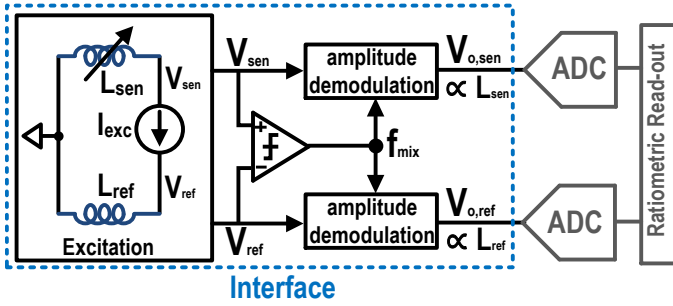 Lsen
Vsen
Iexc
Lref
Vref
Excitation
Vsen
Vref
+
−
amplitude
demodulation
fmix
amplitude
demodulation
Vo,sen
∝ Lsen
Vo,ref
∝ Lref
ADC
ADC
Ratiometric Read-out
Interface